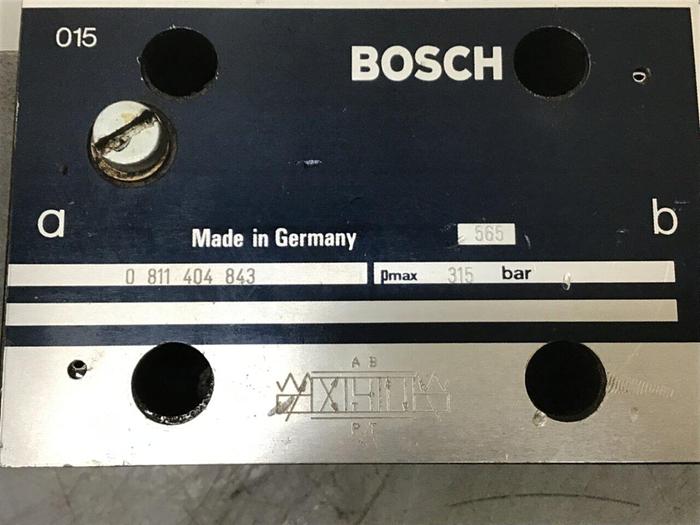 015
BOSCH
a
b
Made in Germany 565
0 811 404 843 pmax 315 bar
A B
P T